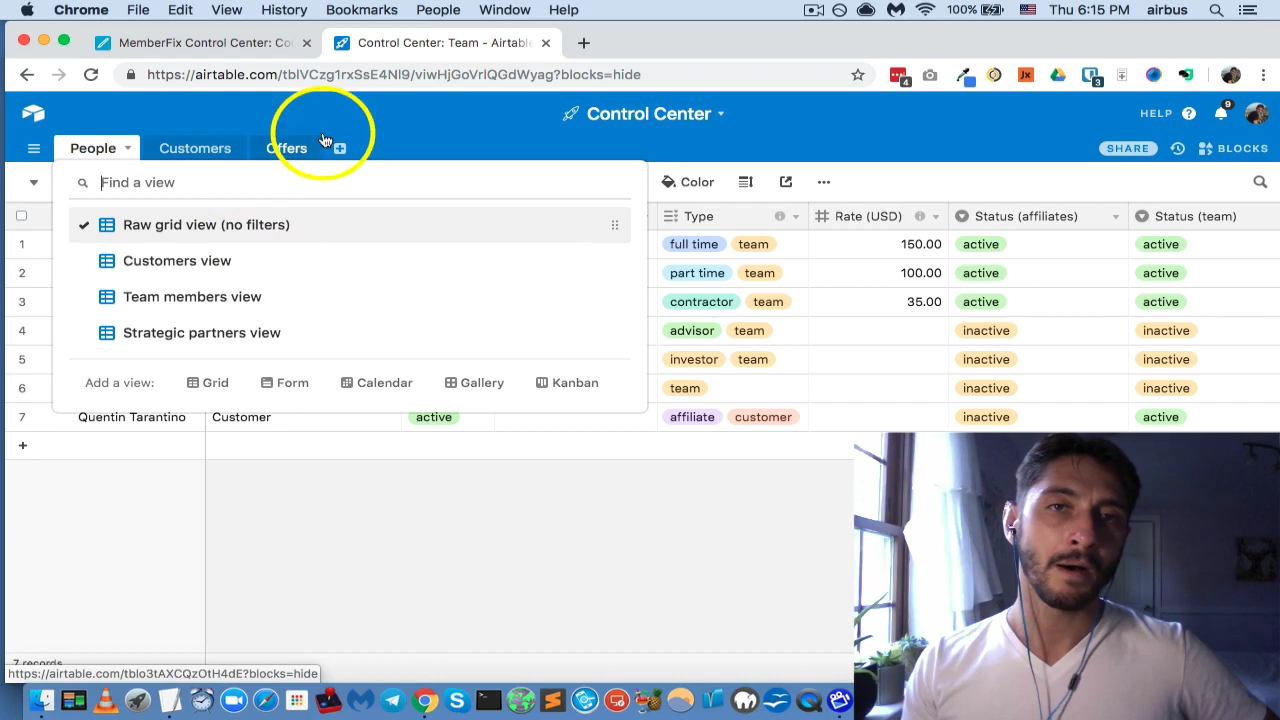 Chrome File Edit View History Bookmarks People Window Help 100% Thu 6:15 PM airbus
MemberFix Control Center: Co
Control Center: Team - Airtabl
https://airtable.com/tblVCzg1rxSsE4Nl9/viwHjGoVrlQGdWyag?blocks=hide
4
Jx
3
Control Center
HELP
9
People
Customers
Offers
SHARE
BLOCKS
Find a view
Color
Raw grid view (no filters)
Customers view
Team members view
Strategic partners view
Add a view: Grid Form Calendar Gallery Kanban
Type Rate (USD) Status (affiliates) Status (team)
1 full time team 150.00 active active
2 part time team 100.00 active active
3 contractor team 35.00 active active
4 advisor team inactive inactive
5 investor team inactive inactive
6 team inactive inactive
7 Quentin Tarantino Customer active affiliate customer inactive active
7 records
https://airtable.com/tblo3tAXCQzOtH4dE?blocks=hide